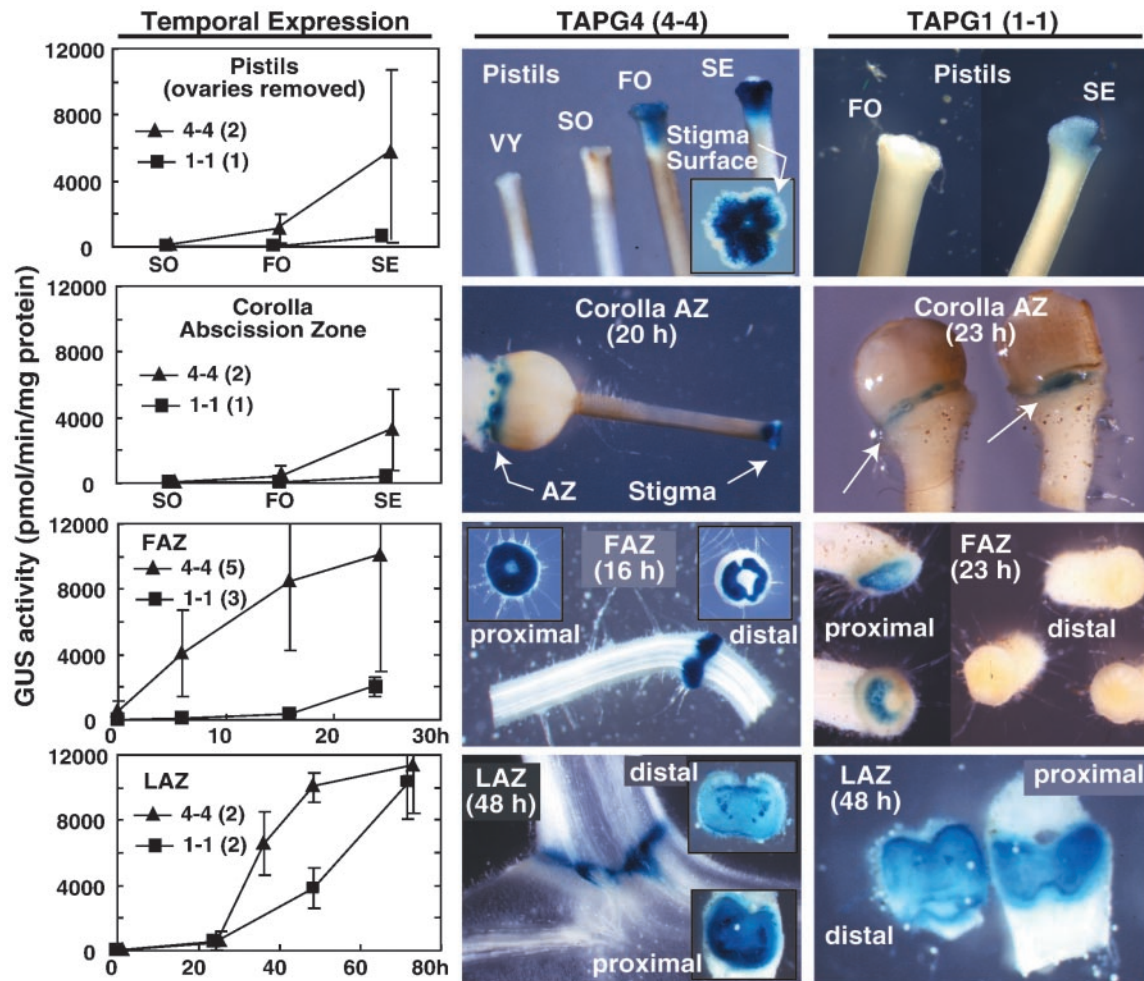 Temporal Expression
TAPG4 (4-4)
TAPG1 (1-1)
GUS activity (pmol/min/mg protein)
12000
8000
4000
0
Pistils
(ovaries removed)
4-4 (2)
1-1 (1)
SO
FO
SE
Pistils
VY
SO
FO
SE
Stigma
Surface
Pistils
FO
SE
12000
8000
4000
0
Corolla
Abscission Zone
4-4 (2)
1-1 (1)
SO
FO
SE
Corolla AZ
(20 h)
AZ
Stigma
Corolla AZ
(23 h)
12000
8000
4000
0
FAZ
4-4 (5)
1-1 (3)
0
10
20
30h
FAZ
(16 h)
proximal
distal
FAZ
(23 h)
proximal
distal
12000
8000
4000
0
LAZ
4-4 (2)
1-1 (2)
0
20
40
60
80h
LAZ
(48 h)
distal
proximal
LAZ
(48 h)
proximal
distal